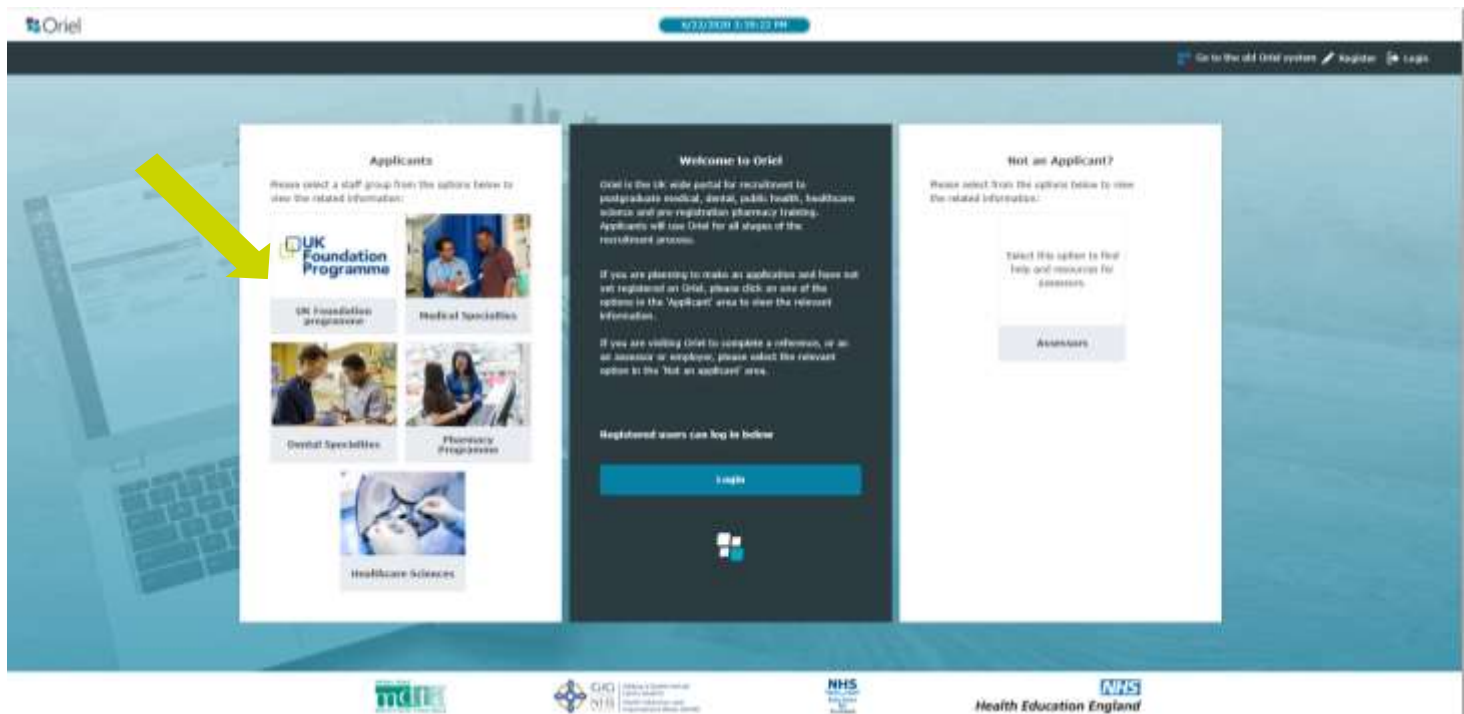 Oriel
Go to the old Oriel system Register Login
Applicants
Please select a staff group from the options below to
view the related information:
UK
Foundation
Programme
UK Foundation
programme
Medical Specialties
Dental Specialties
Pharmacy
Programme
Healthcare Sciences
Welcome to Oriel
Oriel is the UK wide portal for recruitment to
postgraduate medical, dental, public health, healthcare
science and pre-registration pharmacy training.
Applicants will use Oriel for all stages of the
recruitment process.
If you are planning to make an application and have not
yet registered on Oriel, please click on one of the
options in the 'Applicant' area to view the relevant
information.
If you are visiting Oriel to complete a reference, or as
an assessor or employer, please select the relevant
option in the 'Not an applicant' area.
Registered users can log in below
Login
Not an Applicant?
Please select from the options below to view
the related information:
Select this option to find
help and resources for
assessors
Assessors
GIG
NHS
NHS
NHS
Health Education England